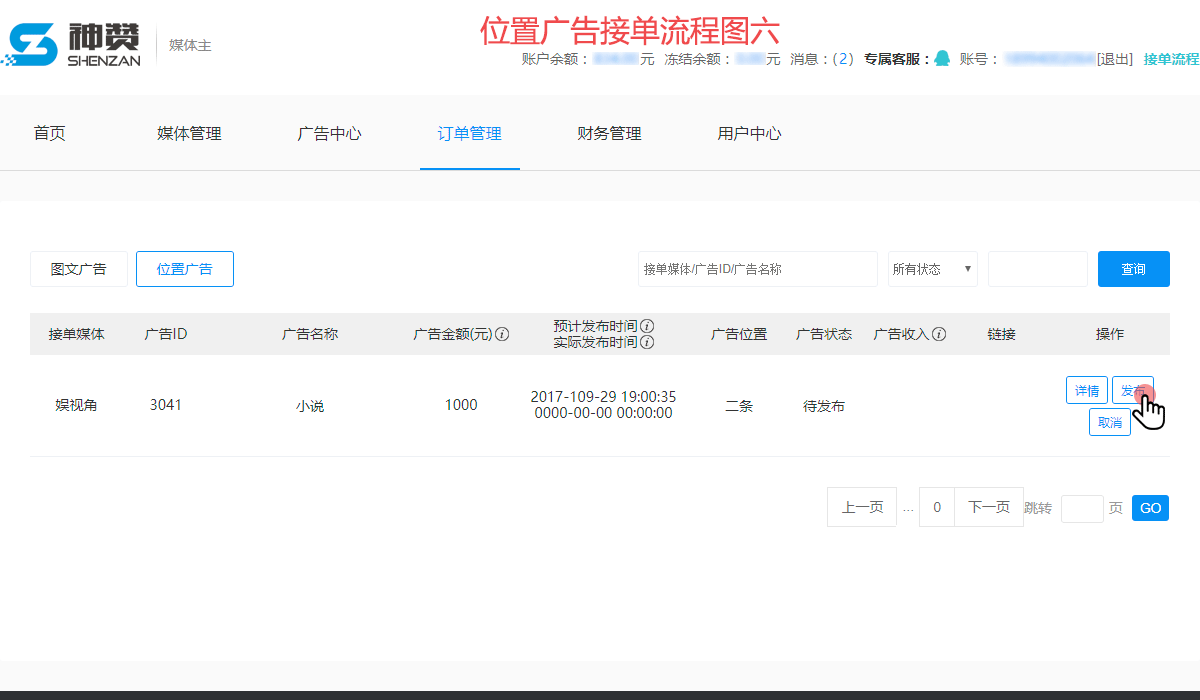 位置广告接单流程图六
神赞
SHENZAN
媒体主
账户余额： 元 冻结余额： 元 消息：(2) 专属客服： 账号： [退出] 接单流程
首页 媒体管理 广告中心 订单管理 财务管理 用户中心
图文广告 位置广告 接单媒体/广告ID/广告名称 所有状态 查询
接单媒体 广告ID 广告名称 广告金额(元) 预计发布时间 广告位置 广告状态 广告收入 链接 操作
实际发布时间
娱视角 3041 小说 1000 2017-109-29 19:00:35 二条 待发布 详情 发布
0000-00-00 00:00:00
取消
上一页 ... 0 下一页 跳转 页 GO